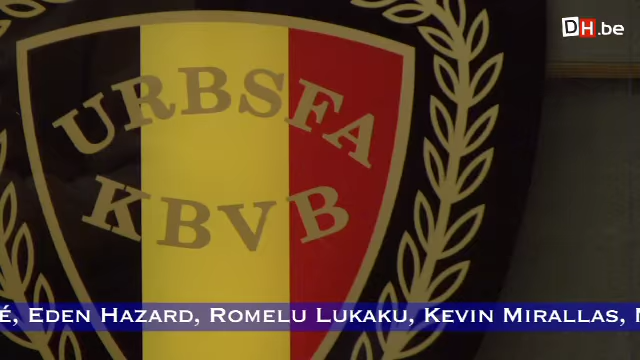 DH.be
URBSFA
KBVB
É, EDEN HAZARD, ROMELU LUKAKU, KEVIN MIRALLAS,